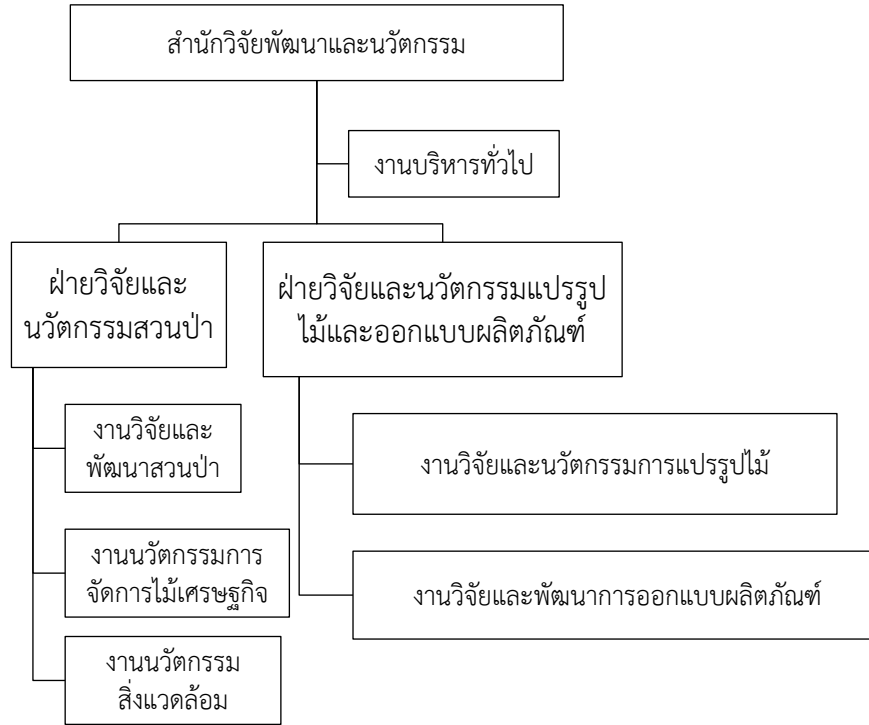 สำนักวิจัยพัฒนาและนวัตกรรม
งานบริหารทั่วไป
ฝ่ายวิจัยและ
นวัตกรรมสวนป่า
ฝ่ายวิจัยและนวัตกรรมแปรรูป
ไม้และออกแบบผลิตภัณฑ์
งานวิจัยและ
พัฒนาสวนป่า
งานนวัตกรรมการ
จัดการไม้เศรษฐกิจ
งานนวัตกรรม
สิ่งแวดล้อม
งานวิจัยและนวัตกรรมการแปรรูปไม้
งานวิจัยและพัฒนาการออกแบบผลิตภัณฑ์